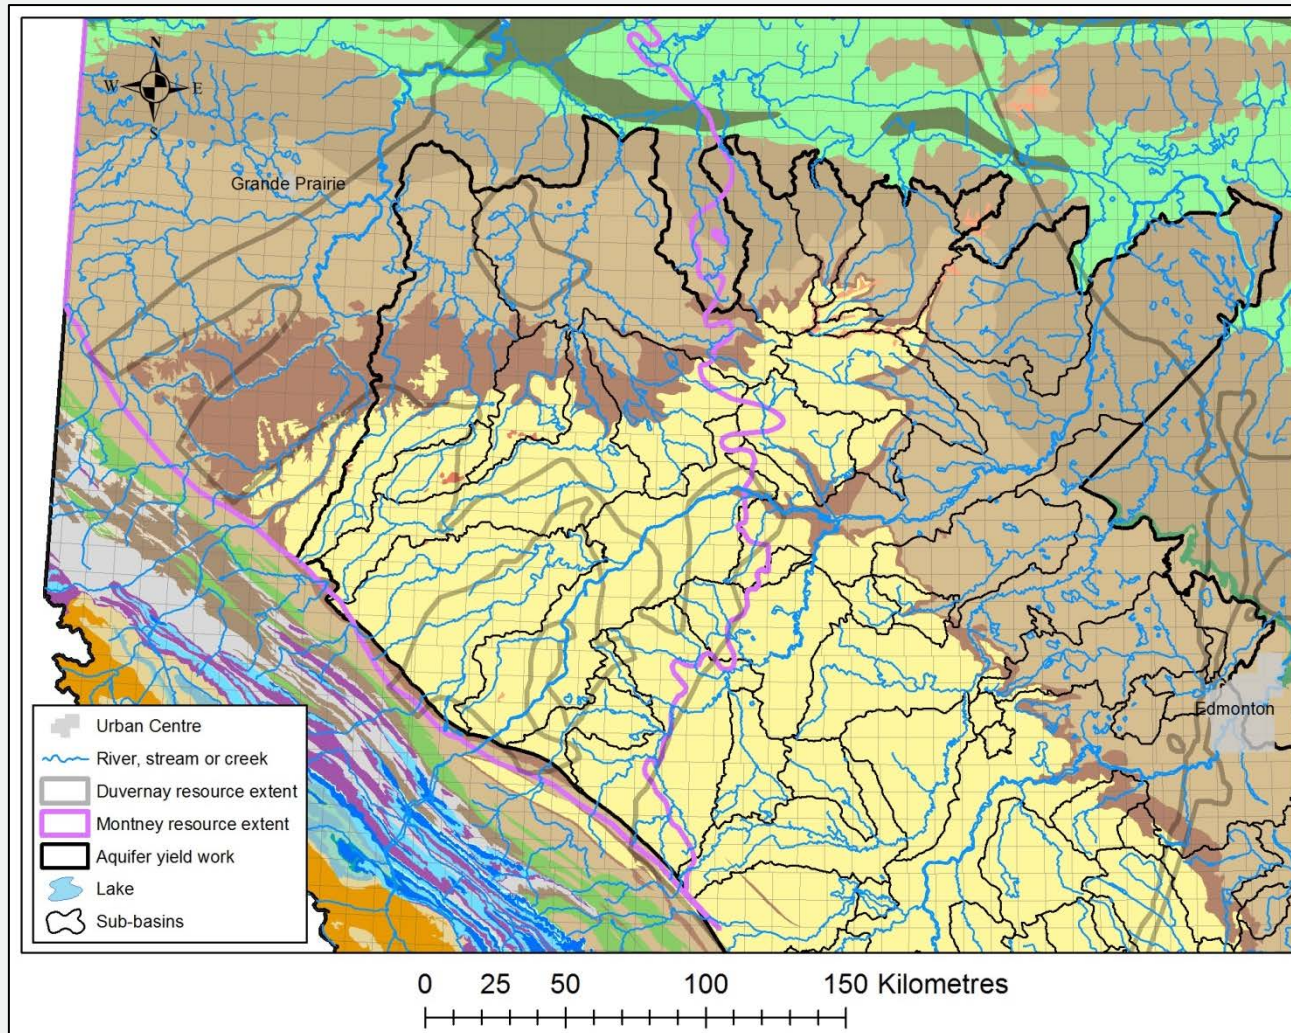 N
W
E
S
Grande Prairie
Edmonton
Urban Centre
River, stream or creek
Duvernay resource extent
Montney resource extent
Aquifer yield work
Lake
Sub-basins
0 25 50 100 150 Kilometres